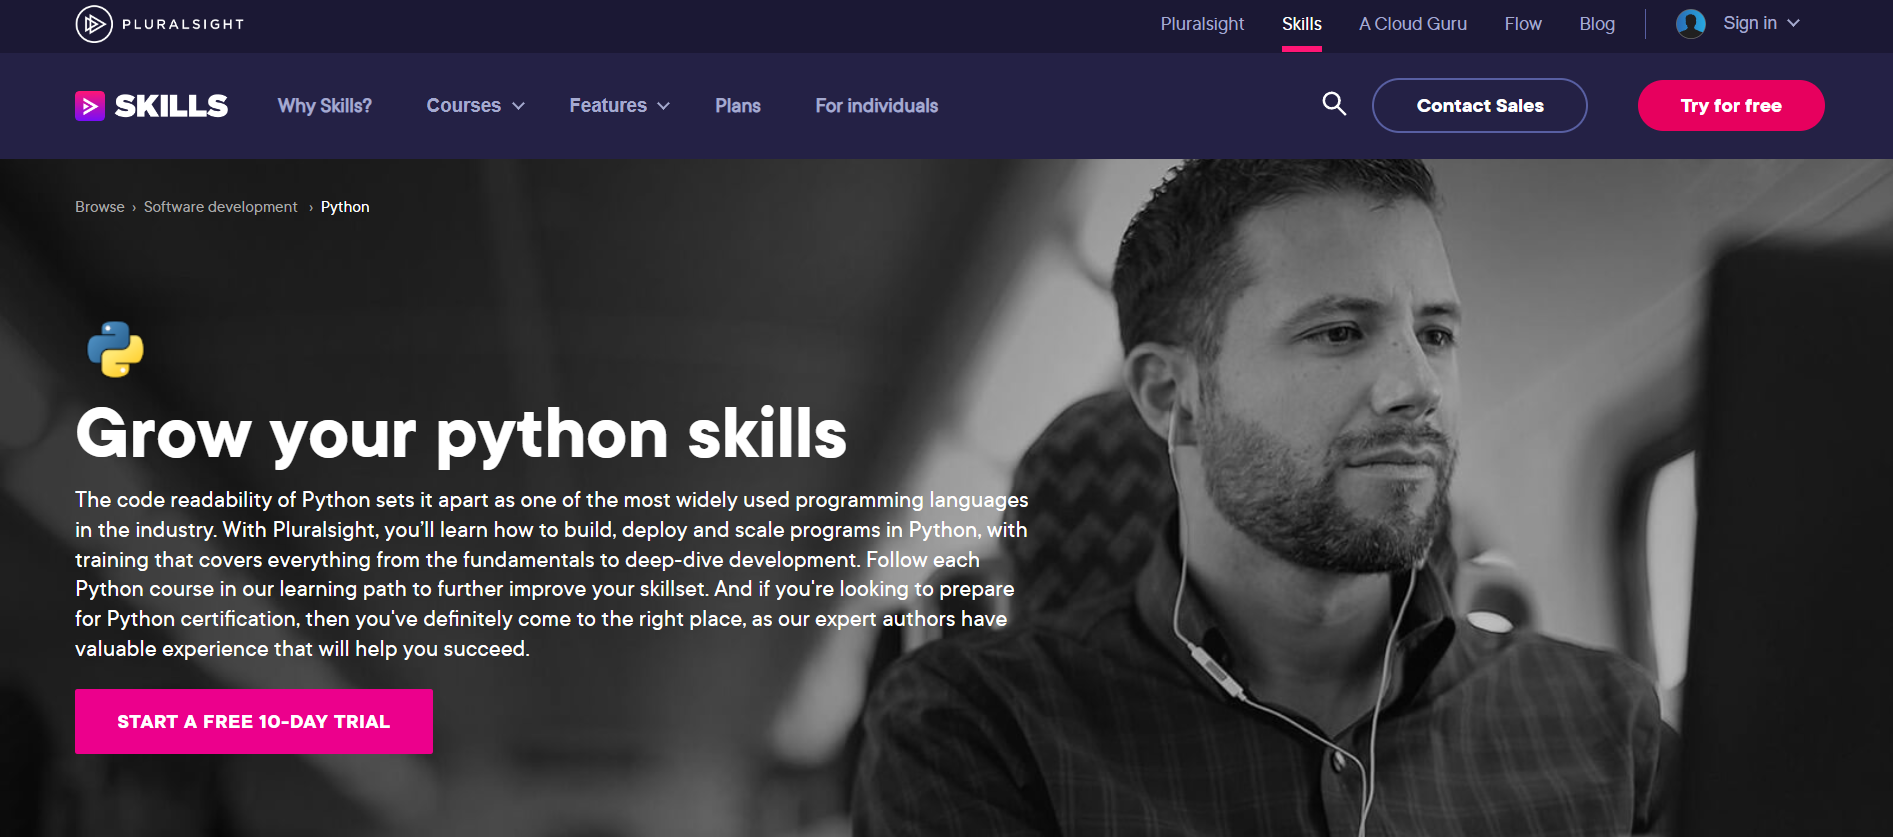 PLURALSIGHT
Pluralsight
Skills
A Cloud Guru
Flow
Blog
Sign in
SKILLS
Why Skills?
Courses
Features
Plans
For individuals
Contact Sales
Try for free
Browse › Software development › Python
Grow your python skills
The code readability of Python sets it apart as one of the most widely used programming languages
in the industry. With Pluralsight, you’ll learn how to build, deploy and scale programs in Python, with
training that covers everything from the fundamentals to deep-dive development. Follow each
Python course in our learning path to further improve your skillset. And if you're looking to prepare
for Python certification, then you've definitely come to the right place, as our expert authors have
valuable experience that will help you succeed.
START A FREE 10-DAY TRIAL